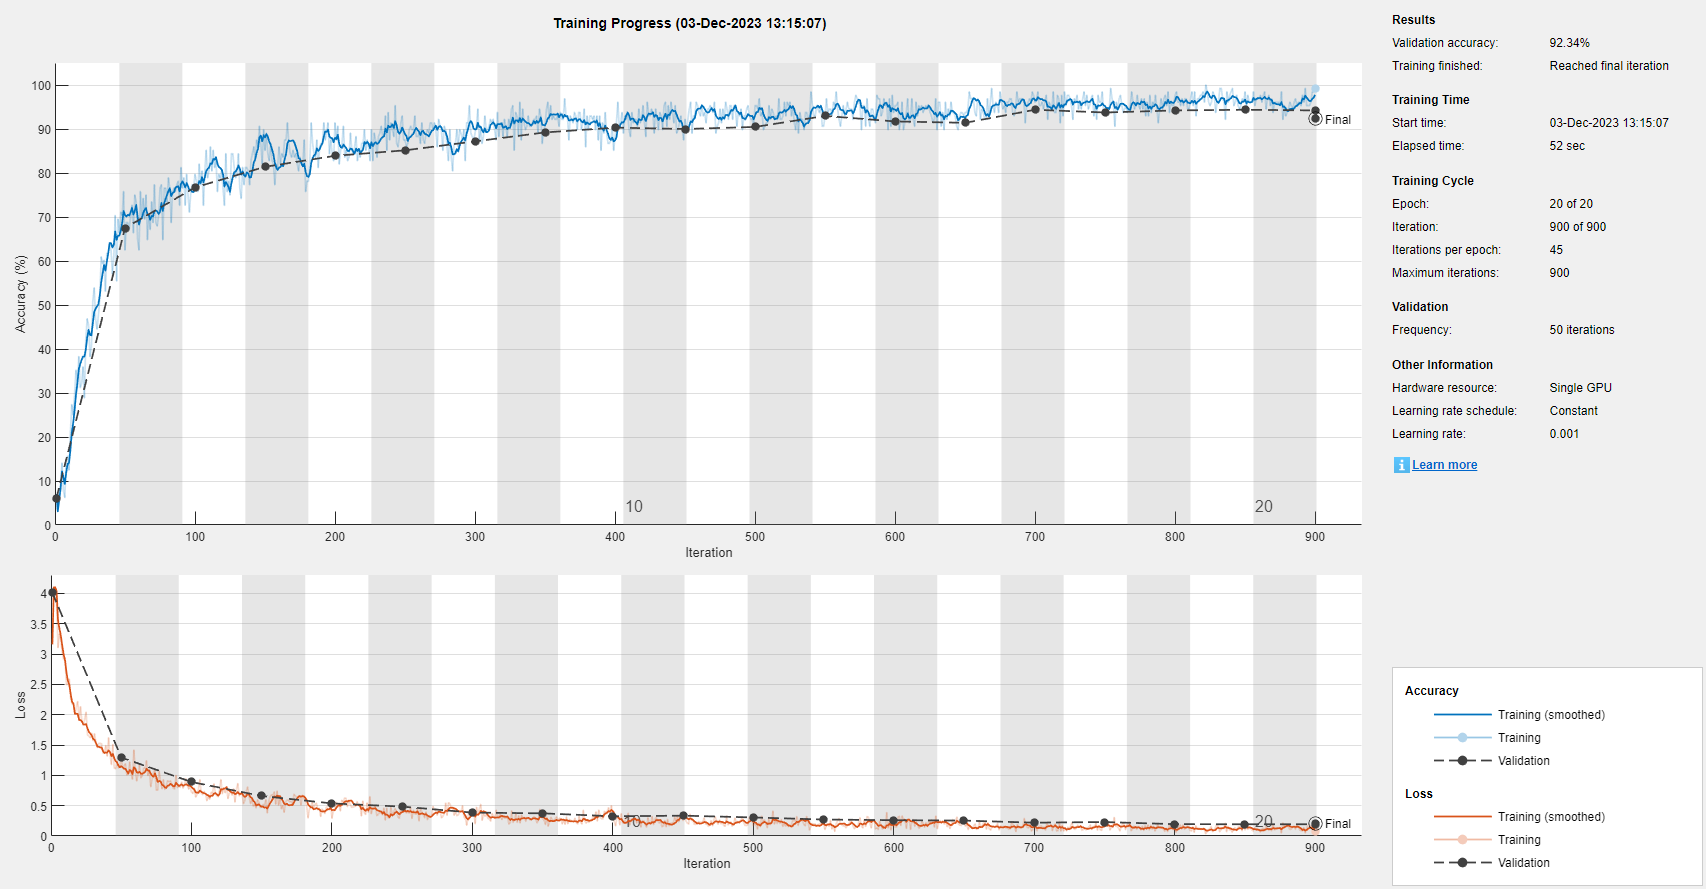 Training Progress (03-Dec-2023 13:15:07)
100
90
80
70
60
50
40
30
20
10
0
Accuracy (%)
10
20
Final
0 100 200 300 400 500 600 700 800 900
Iteration
4
3.5
3
2.5
2
1.5
1
0.5
0
Loss
10
20
Final
0 100 200 300 400 500 600 700 800 900
Iteration
Results
Validation accuracy: 92.34%
Training finished: Reached final iteration
Training Time
Start time: 03-Dec-2023 13:15:07
Elapsed time: 52 sec
Training Cycle
Epoch: 20 of 20
Iteration: 900 of 900
Iterations per epoch: 45
Maximum iterations: 900
Validation
Frequency: 50 iterations
Other Information
Hardware resource: Single GPU
Learning rate schedule: Constant
Learning rate: 0.001
i Learn more
Accuracy
Training (smoothed)
Training
Validation
Loss
Training (smoothed)
Training
Validation